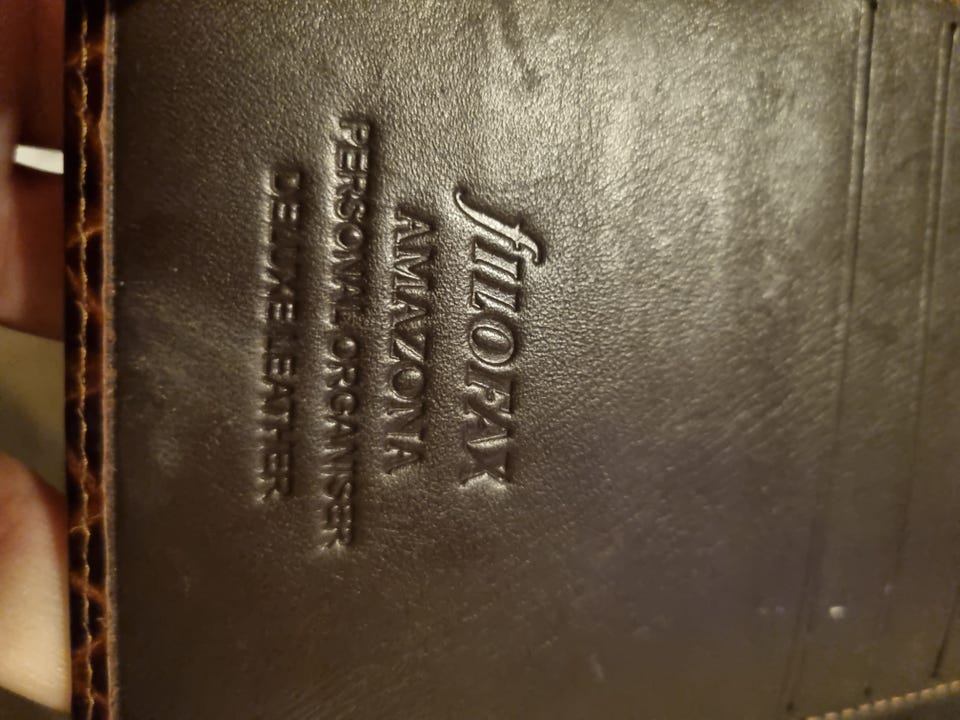 fILOFAX
AMAZONA
PERSONAL ORGANISER
DELUXE LEATHER